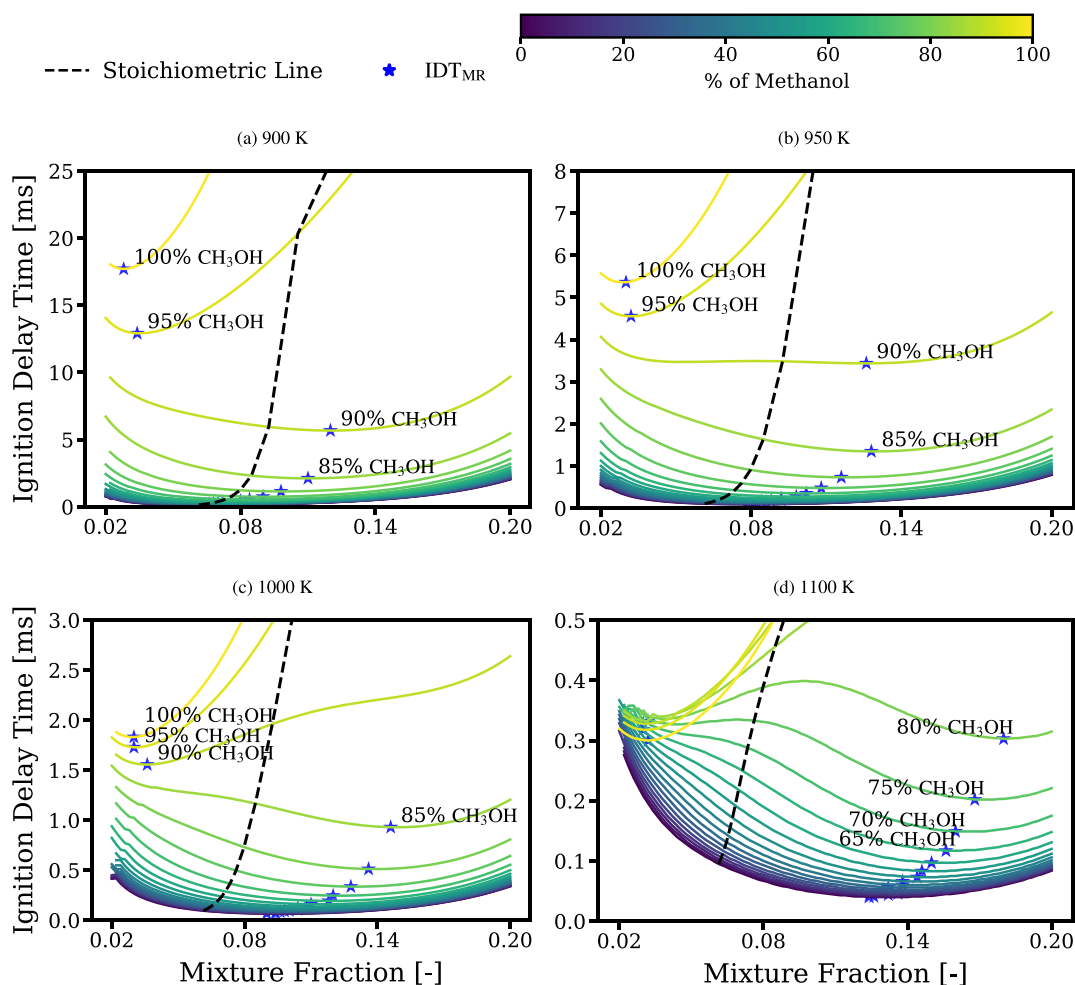 0 20 40 60 80 100
% of Methanol
Stoichiometric Line
IDT_MR
(a) 900 K
(b) 950 K
Ignition Delay Time [ms]
25
20
15
10
5
0
100% CH₃OH
95% CH₃OH
90% CH₃OH
85% CH₃OH
0.02 0.08 0.14 0.20
8
7
6
5
4
3
2
1
0
100% CH₃OH
95% CH₃OH
90% CH₃OH
85% CH₃OH
0.02 0.08 0.14 0.20
(c) 1000 K
(d) 1100 K
Ignition Delay Time [ms]
3.0
2.5
2.0
1.5
1.0
0.5
0.0
100% CH₃OH
95% CH₃OH
90% CH₃OH
85% CH₃OH
0.02 0.08 0.14 0.20
Mixture Fraction [-]
0.5
0.4
0.3
0.2
0.1
0.0
80% CH₃OH
75% CH₃OH
70% CH₃OH
65% CH₃OH
0.02 0.08 0.14 0.20
Mixture Fraction [-]